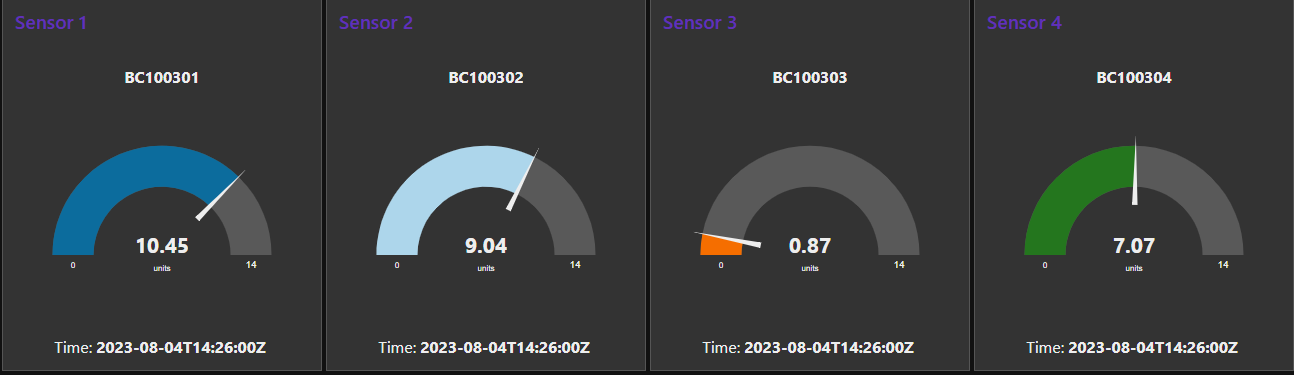 Sensor 1
BC100301
10.45
0
units
14
Time: 2023-08-04T14:26:00Z
Sensor 2
BC100302
9.04
0
units
14
Time: 2023-08-04T14:26:00Z
Sensor 3
BC100303
0.87
0
units
14
Time: 2023-08-04T14:26:00Z
Sensor 4
BC100304
7.07
0
units
14
Time: 2023-08-04T14:26:00Z